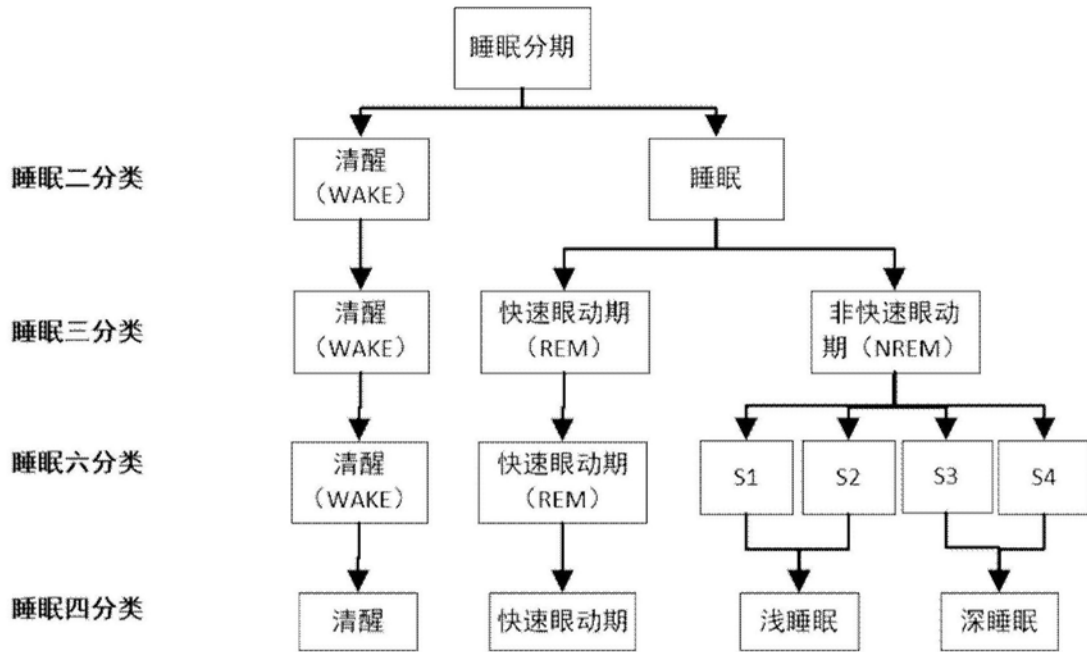 睡眠分期
睡眠二分类
清醒
（WAKE）
睡眠
睡眠三分类
清醒
（WAKE）
快速眼动期
（REM）
非快速眼动
期（NREM）
睡眠六分类
清醒
（WAKE）
快速眼动期
（REM）
S1
S2
S3
S4
睡眠四分类
清醒
快速眼动期
浅睡眠
深睡眠